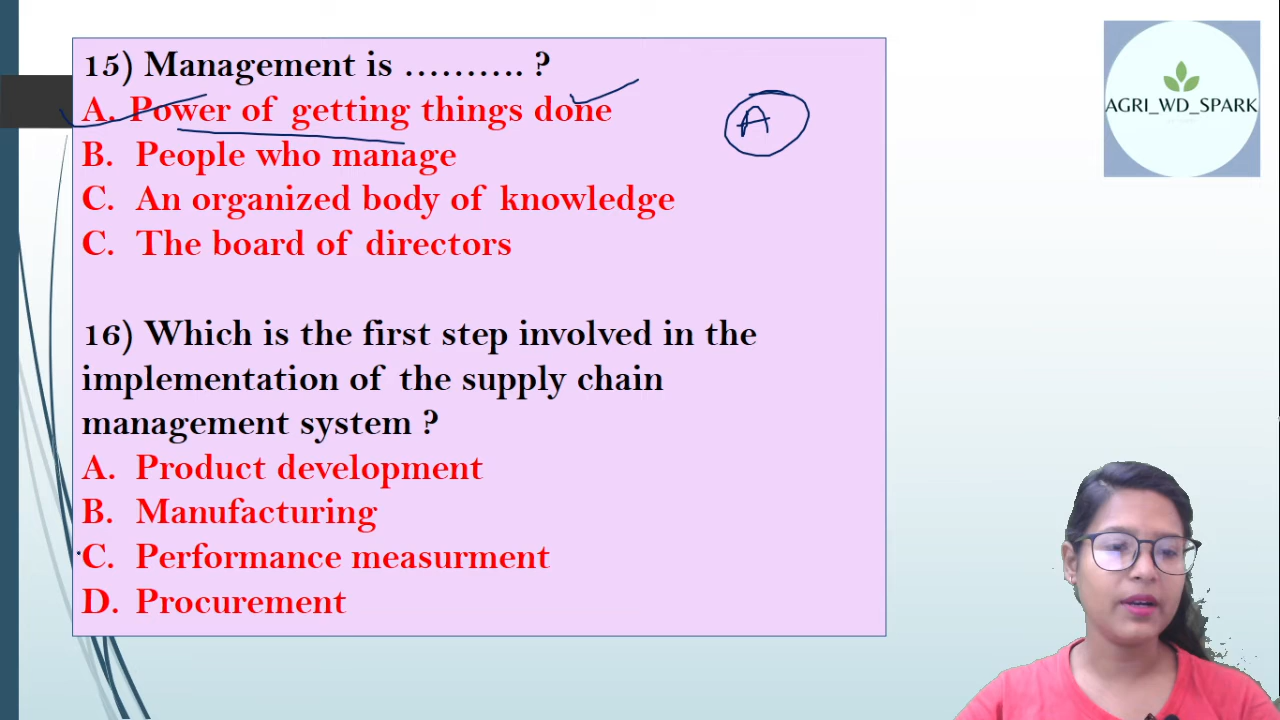 15) Management is ………. ?
A. Power of getting things done
A
B. People who manage
C. An organized body of knowledge
C. The board of directors
16) Which is the first step involved in the
implementation of the supply chain
management system ?
A. Product development
B. Manufacturing
C. Performance measurment
D. Procurement
AGRI_WD_SPARK